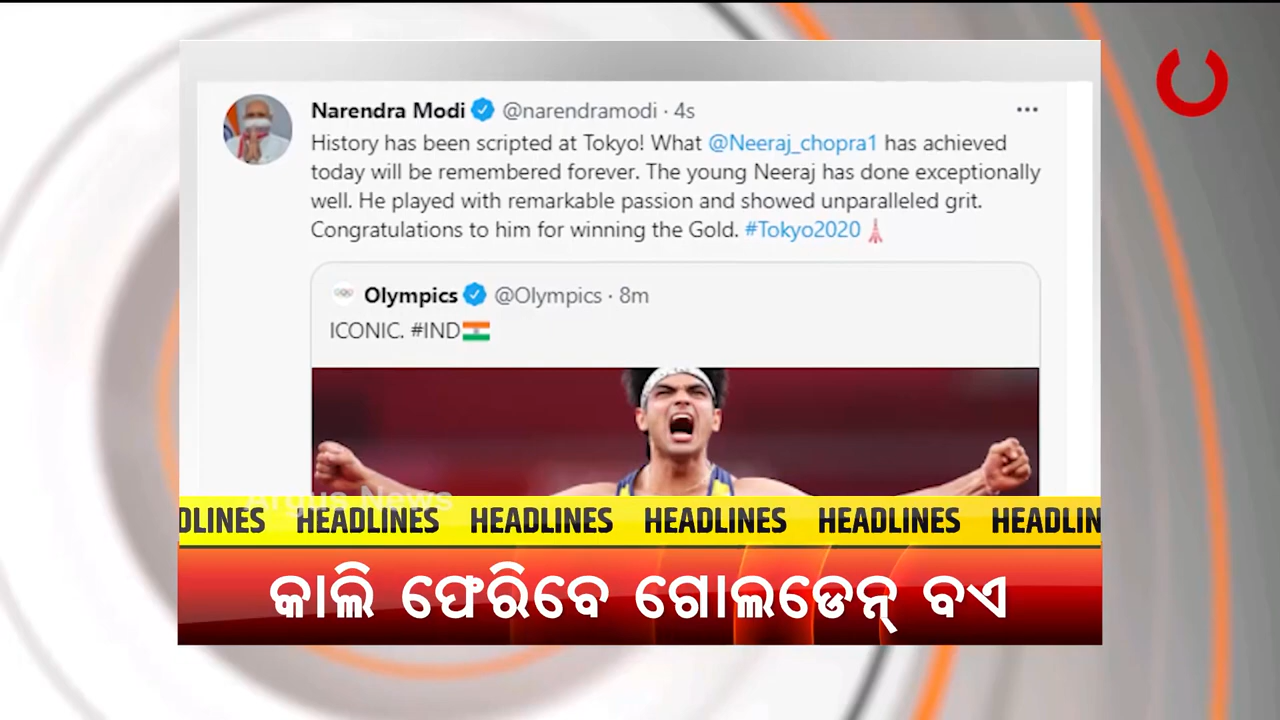 Narendra Modi @narendramodi · 4s
History has been scripted at Tokyo! What @Neeraj_chopra1 has achieved
today will be remembered forever. The young Neeraj has done exceptionally
well. He played with remarkable passion and showed unparalleled grit.
Congratulations to him for winning the Gold. #Tokyo2020
Olympics @Olympics · 8m
ICONIC. #IND
Argus News
DLINES HEADLINES HEADLINES HEADLINES HEADLINES HEADLIN
କାଲି ଫେରିବେ ଗୋଲଡେନ୍ ବଏ